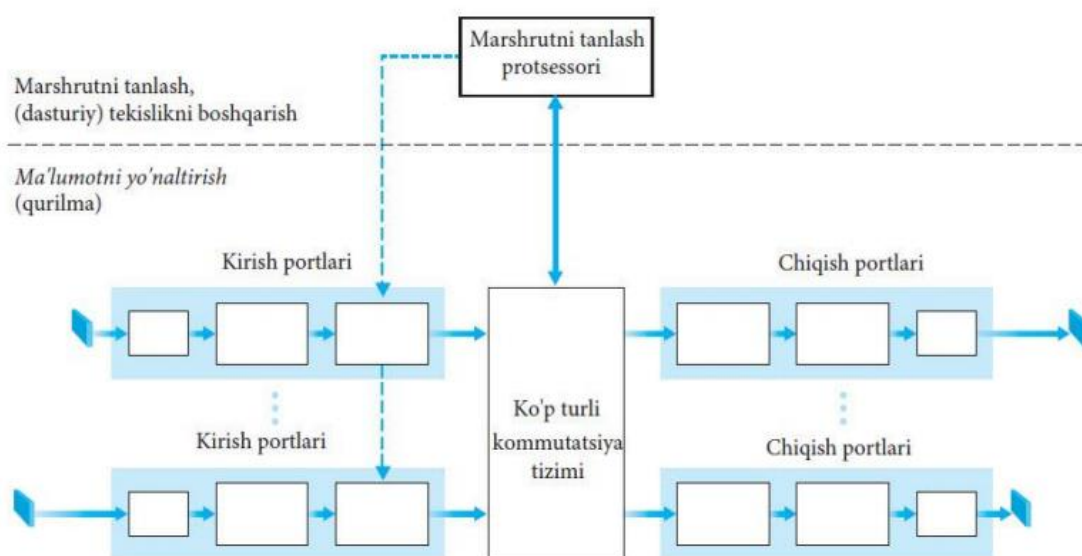 Marshrutni tanlash
protsessori
Marshrutni tanlash,
(dasturiy) tekislikni boshqarish
Ma'lumotni yo'naltirish
(qurilma)
Kirish portlari
Chiqish portlari
Ko'p turli
kommutatsiya
tizimi
Kirish portlari
Chiqish portlari